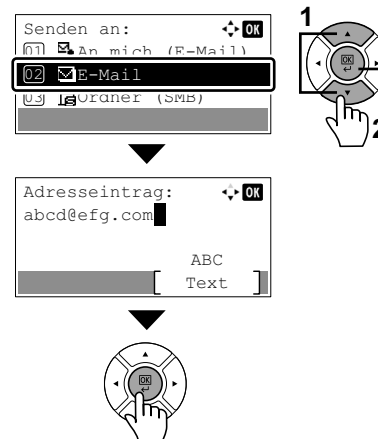 Senden an: OK
01 An mich (E-Mail)
02 E-Mail
03 Ordner (SMB)
1
OK
2
Adresseintrag: OK
abcd@efg.com
ABC
[ Text ]
OK